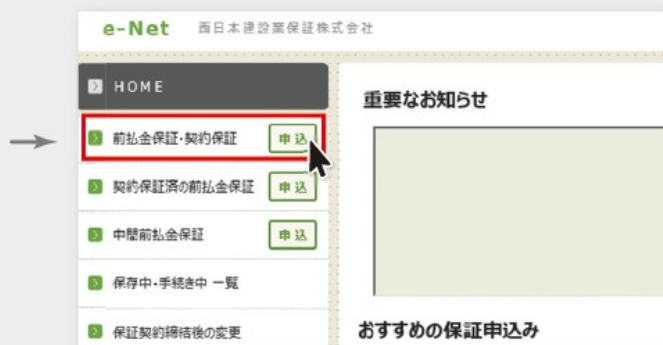 e-Net 西日本建設業保証株式会社
HOME
前払金保証・契約保証 申込
契約保証済の前払金保証 申込
中間前払金保証 申込
保存中・手続き中 一覧
保証契約締結後の変更
重要なお知らせ
おすすめの保証申込み